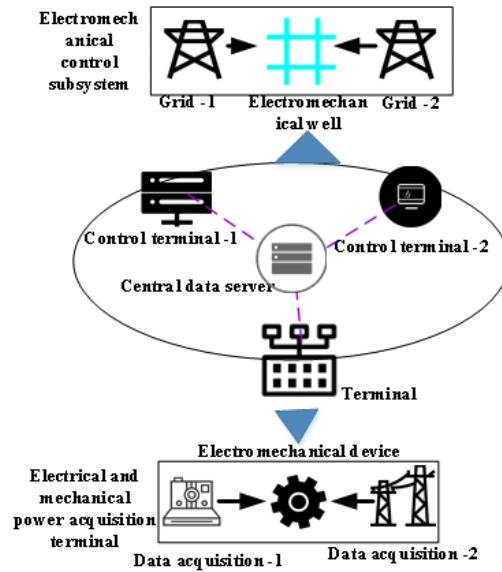 Electromech
anical
control
subsystem
Grid -1
Electromechan
ical well
Grid -2
Control terminal -1
Control terminal -2
Central data server
Terminal
Electromechanical device
Electrical and
mechanical
power acquisition
terminal
Data acquisition -1
Data acquisition -2